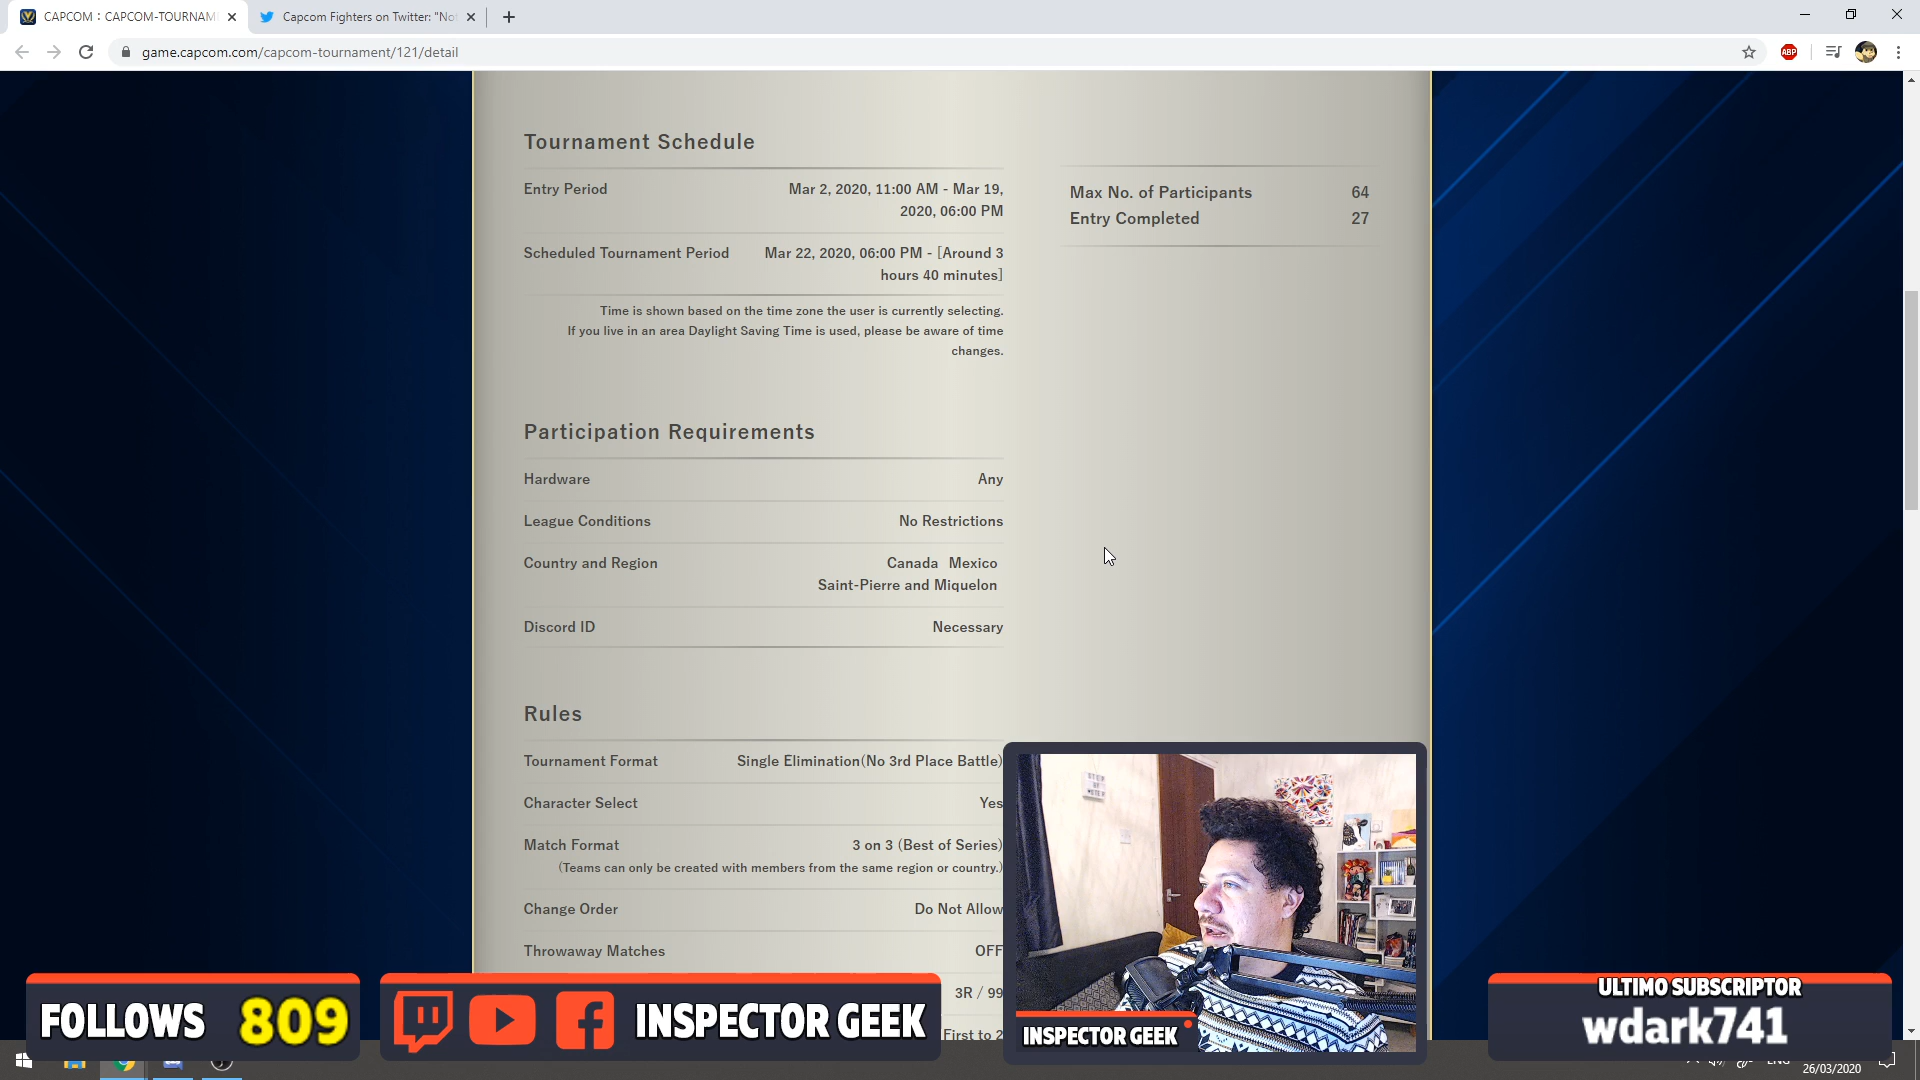 CAPCOM : CAPCOM-TOURNAM
Capcom Fighters on Twitter: "No
game.capcom.com/capcom-tournament/121/detail
ABP
Tournament Schedule
Entry Period Mar 2, 2020, 11:00 AM - Mar 19,
2020, 06:00 PM
Max No. of Participants 64
Entry Completed 27
Scheduled Tournament Period Mar 22, 2020, 06:00 PM - [Around 3
hours 40 minutes]
Time is shown based on the time zone the user is currently selecting.
If you live in an area Daylight Saving Time is used, please be aware of time
changes.
Participation Requirements
Hardware Any
League Conditions No Restrictions
Country and Region Canada Mexico
Saint-Pierre and Miquelon
Discord ID Necessary
Rules
Tournament Format Single Elimination(No 3rd Place Battle)
Character Select Yes
Match Format 3 on 3 (Best of Series)
(Teams can only be created with members from the same region or country.)
Change Order Do Not Allow
Throwaway Matches OFF
3R / 99
First to 2
FOLLOWS 809
INSPECTOR GEEK
INSPECTOR GEEK
ULTIMO SUBSCRIPTOR
wdark741
ENG
26/03/2020